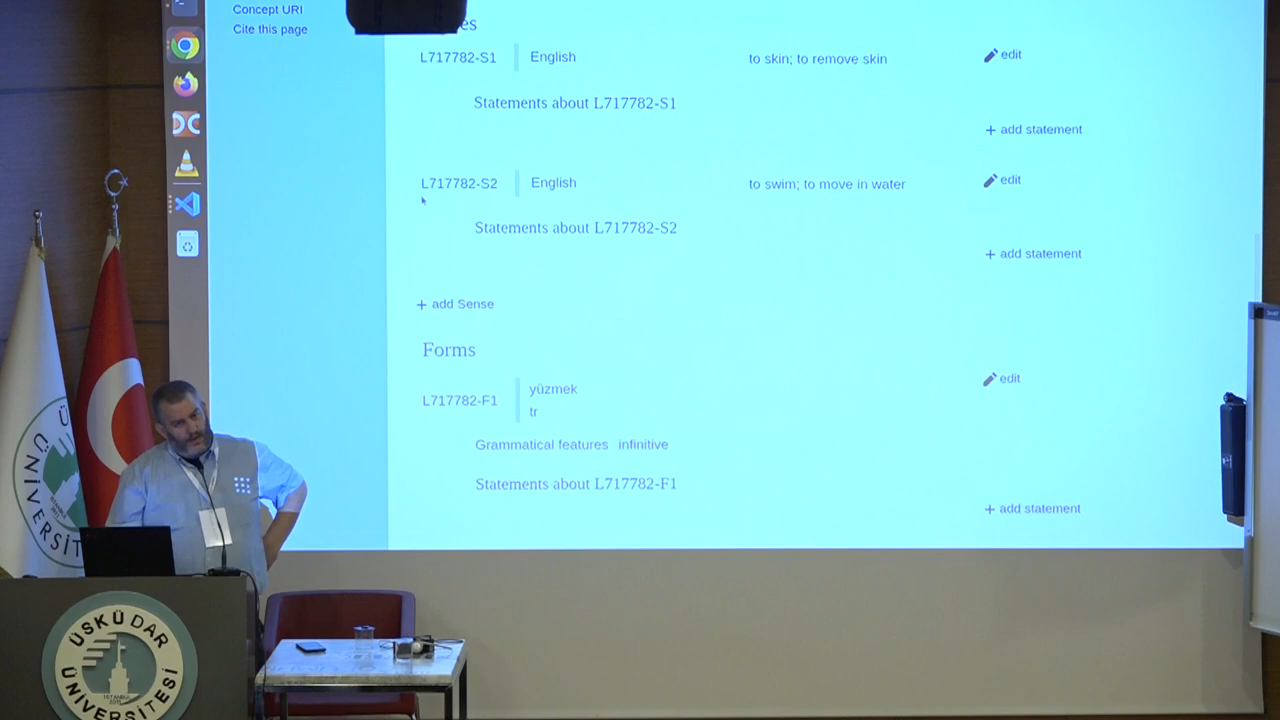 Concept URI
Cite this page
L717782-S1
English
to skin; to remove skin
edit
Statements about L717782-S1
+ add statement
L717782-S2
English
to swim; to move in water
edit
Statements about L717782-S2
+ add statement
+ add Sense
Forms
L717782-F1
yüzmek
tr
edit
Grammatical features infinitive
Statements about L717782-F1
+ add statement
ÜSKÜDAR
ÜNİVERSİTESİ
İSTANBUL